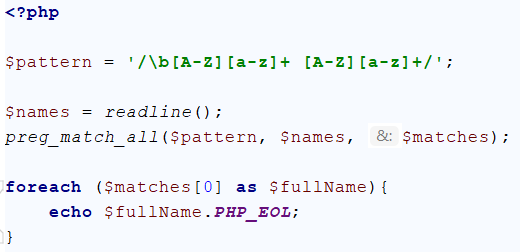 <?php
$pattern = '/\b[A-Z][a-z]+ [A-Z][a-z]+/';
$names = readline();
preg_match_all($pattern, $names, &: $matches);
foreach ($matches[0] as $fullName){
    echo $fullName.PHP_EOL;
}